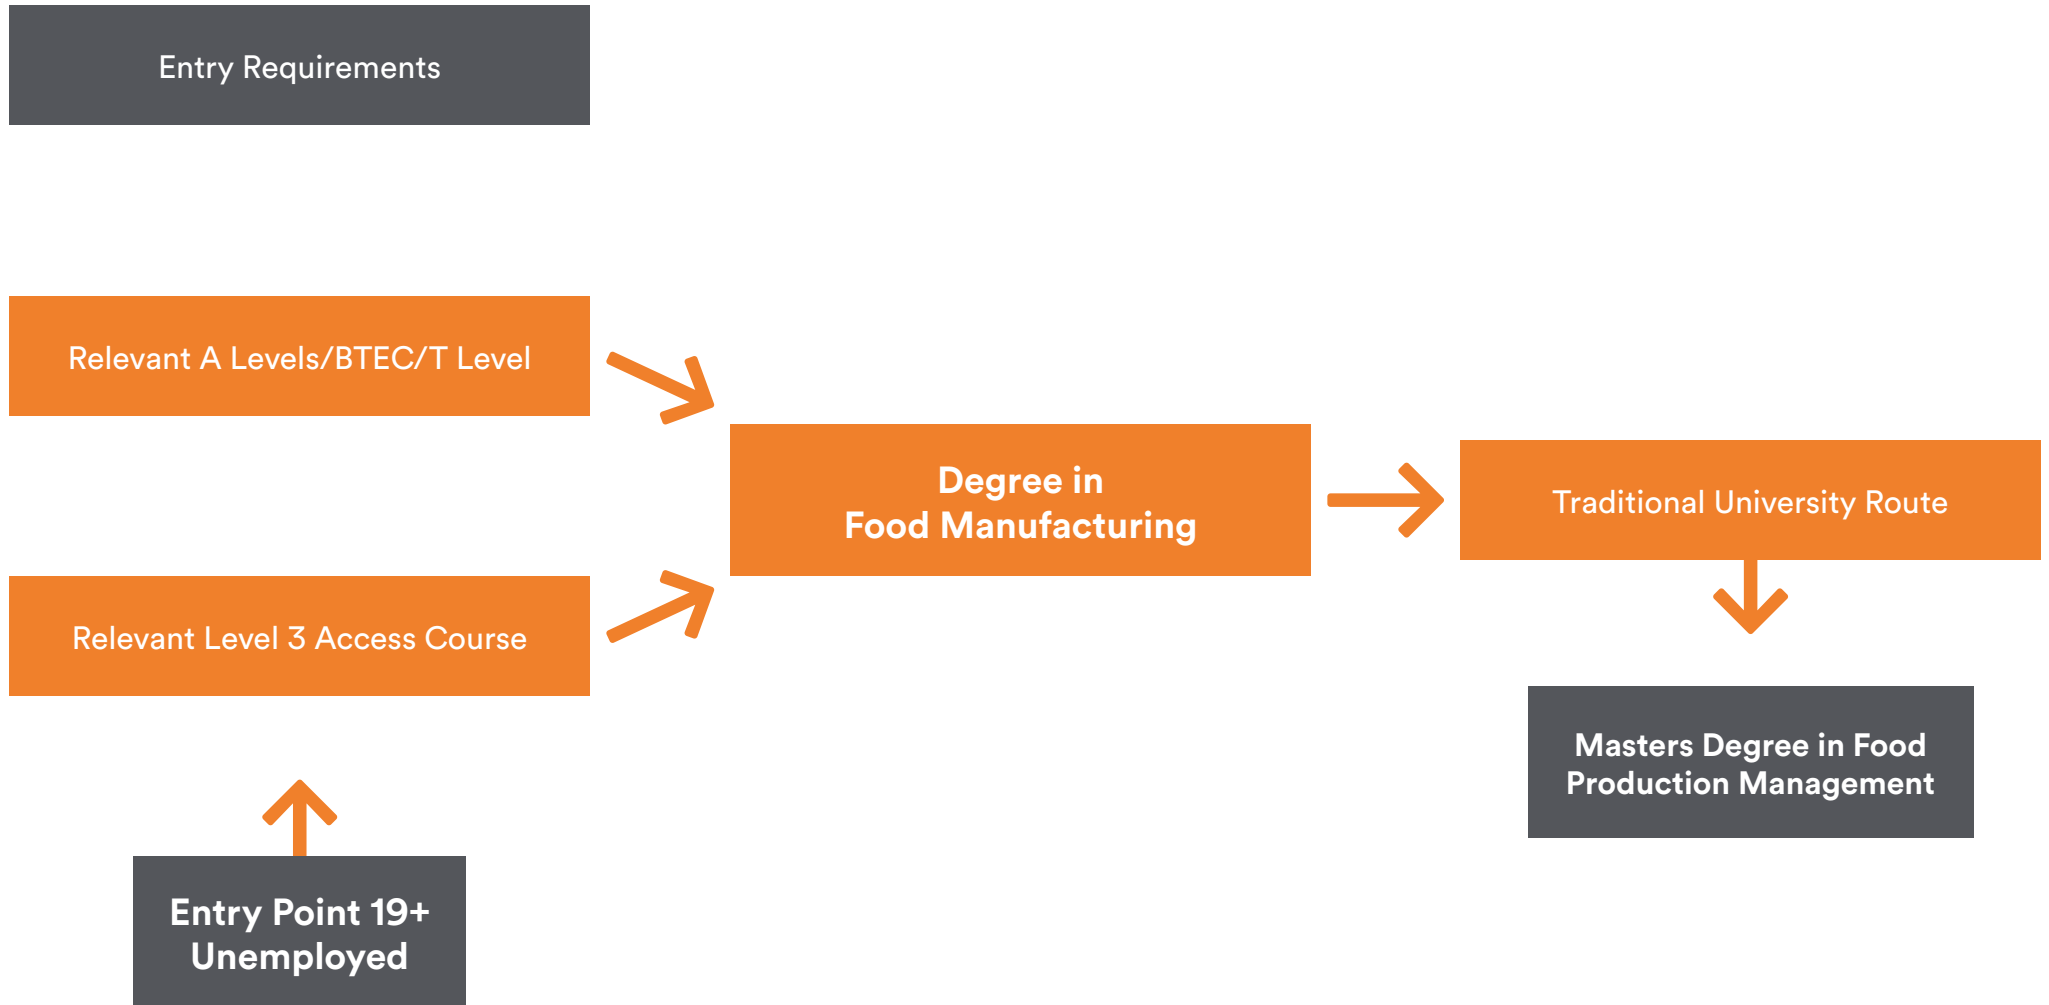 Entry Requirements
Relevant A Levels/BTEC/T Level
Relevant Level 3 Access Course
Entry Point 19+
Unemployed
Degree in
Food Manufacturing
Traditional University Route
Masters Degree in Food
Production Management